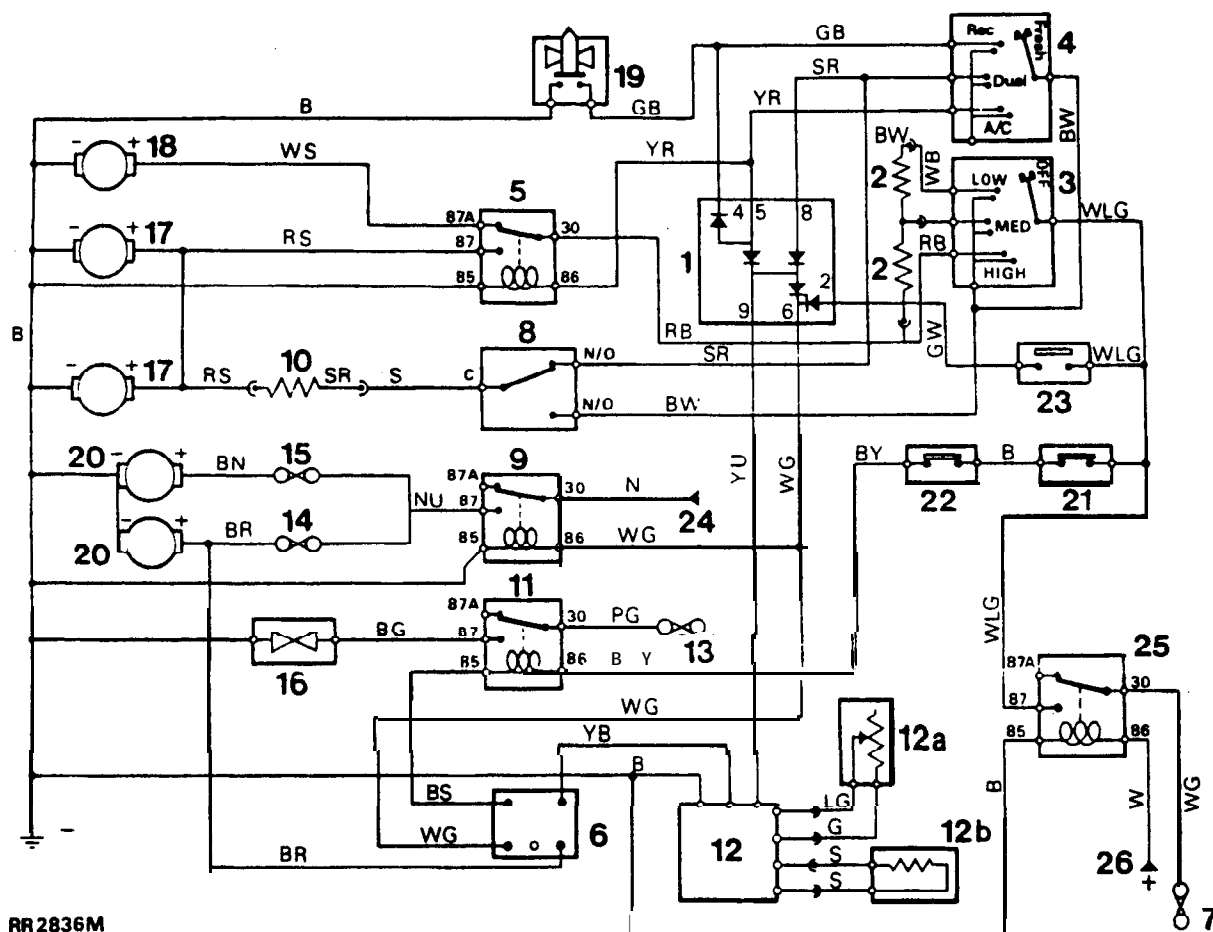 Rec
Fresh
GB
4
19
SR
Dual
B
GB
YR
A/C
BW
- + 18
WS
YR
BW
WB
2
LOW
OFF
3
5
MED
WLG
87A
4 5 8
- + 17
RS
87
30
1
2
RB
HIGH
85
86
2
9 6
B
RB
GW
8
N/O
SR
WLG
- + 17
10
RS
SR
S
C
23
N/O
BW
20 - +
15
BN
9
BY
B
87A
30
N
YU
WG
NU
87
24
22
21
- +
14
BR
20
85
86
WG
11
87A
30
PG
WLG
25
BG
87
13
87A
30
16
85
86
B Y
87
WG
12a
85
86
YB
B
BS
LG
B
W
WG
WG
6
12
G
12b
BR
S
S
26
+
-
7
RR2836M